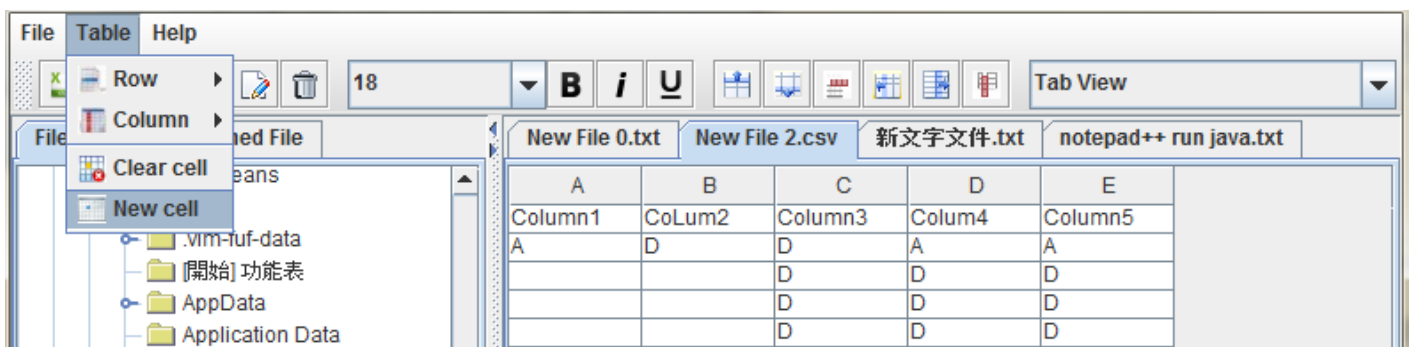 File Table Help
Row
18
Tab View
Column
File
ned File
New File 0.txt
New File 2.csv
新文字文件.txt
notepad++ run java.txt
Clear cell
eans
New cell
.vim-fuf-data
[開始] 功能表
AppData
Application Data
A B C D E
Column1 CoLum2 Column3 Colum4 Column5
A D D A A
D D D
D D D
D D D